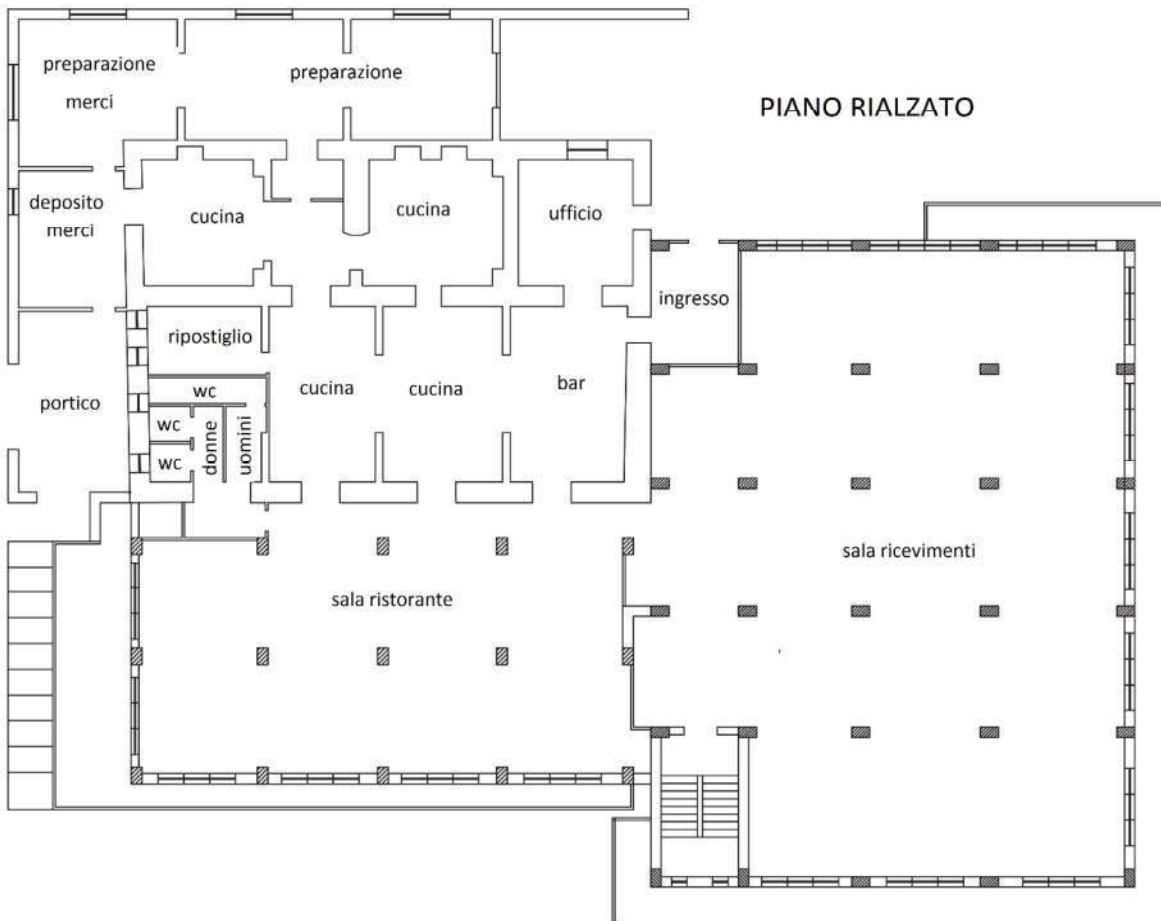 preparazione
merci
preparazione
PIANO RIALZATO
deposito
merci
cucina
cucina
ufficio
ingresso
ripostiglio
portico
wc
cucina
cucina
bar
wc
donne
uomini
wc
sala ricevimenti
sala ristorante